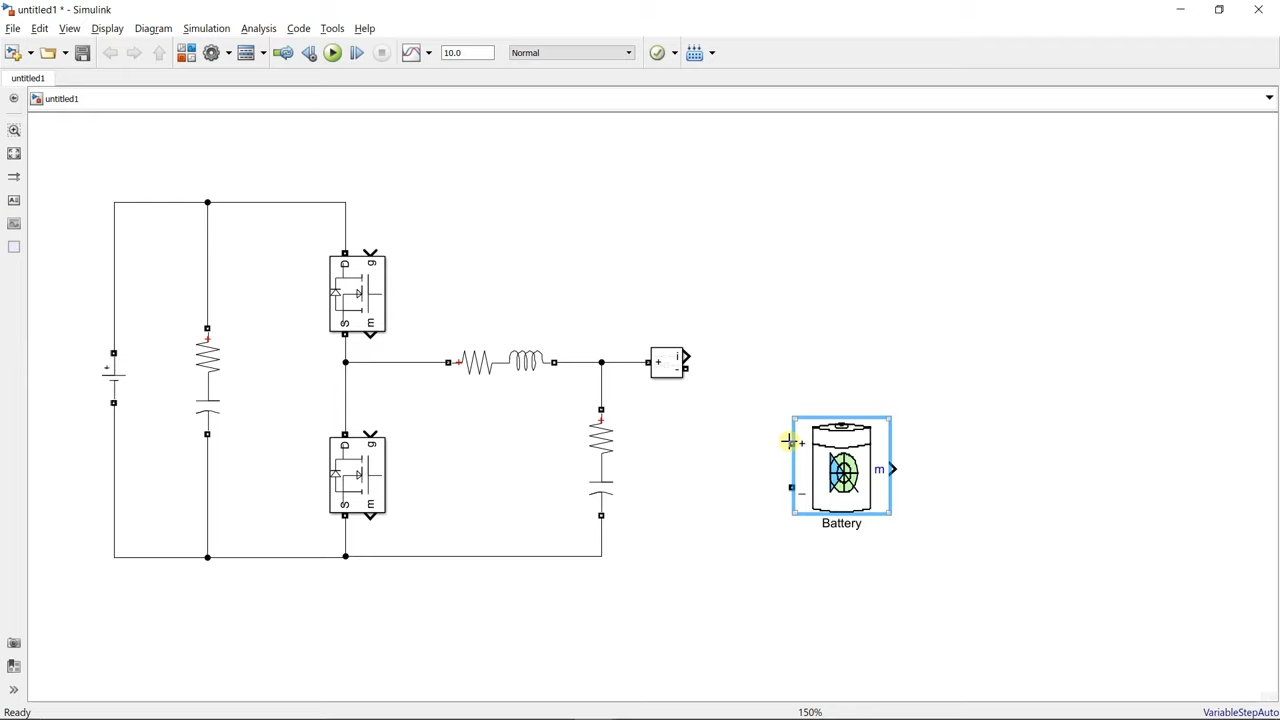 untitled1 * - Simulink
File Edit View Display Diagram Simulation Analysis Code Tools Help
10.0 Normal
untitled1
untitled1
D g
S m
+
+
+ i
-
+
D g
S m
+
+
− m
Battery
Ready 150% VariableStepAuto